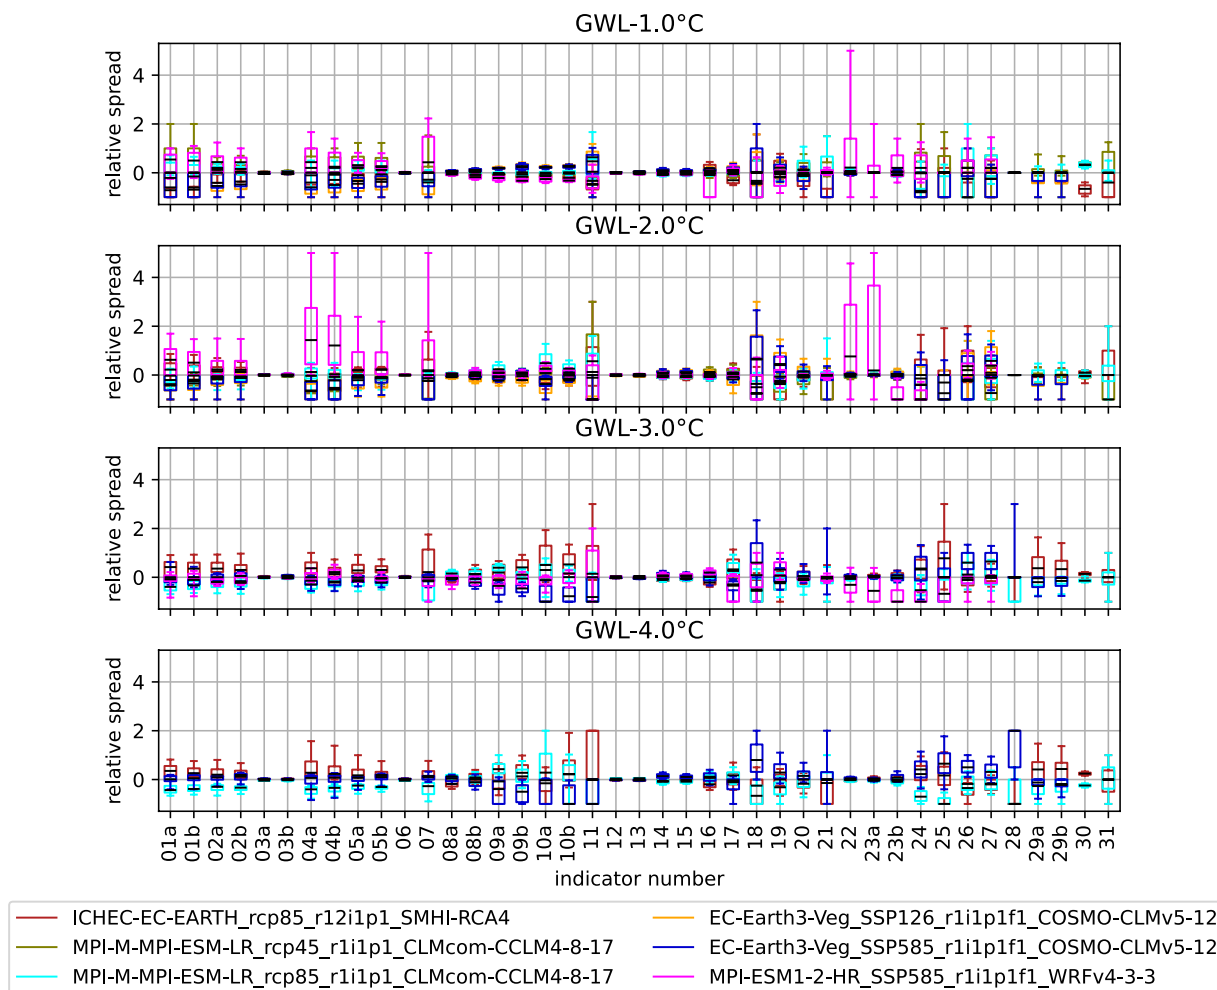 GWL-1.0°C
relative spread
4
2
0
GWL-2.0°C
relative spread
4
2
0
GWL-3.0°C
relative spread
4
2
0
GWL-4.0°C
relative spread
4
2
0
01a 01b 02a 02b 03a 03b 04a 04b 05a 05b 06 07 08a 08b 09a 09b 10a 10b 11 12 13 14 15 16 17 18 19 20 21 22 23a 23b 24 25 26 27 28 29a 29b 30 31
indicator number
ICHEC-EC-EARTH_rcp85_r12i1p1_SMHI-RCA4
MPI-M-MPI-ESM-LR_rcp45_r1i1p1_CLMcom-CCLM4-8-17
MPI-M-MPI-ESM-LR_rcp85_r1i1p1_CLMcom-CCLM4-8-17
EC-Earth3-Veg_SSP126_r1i1p1f1_COSMO-CLMv5-12
EC-Earth3-Veg_SSP585_r1i1p1f1_COSMO-CLMv5-12
MPI-ESM1-2-HR_SSP585_r1i1p1f1_WRFv4-3-3